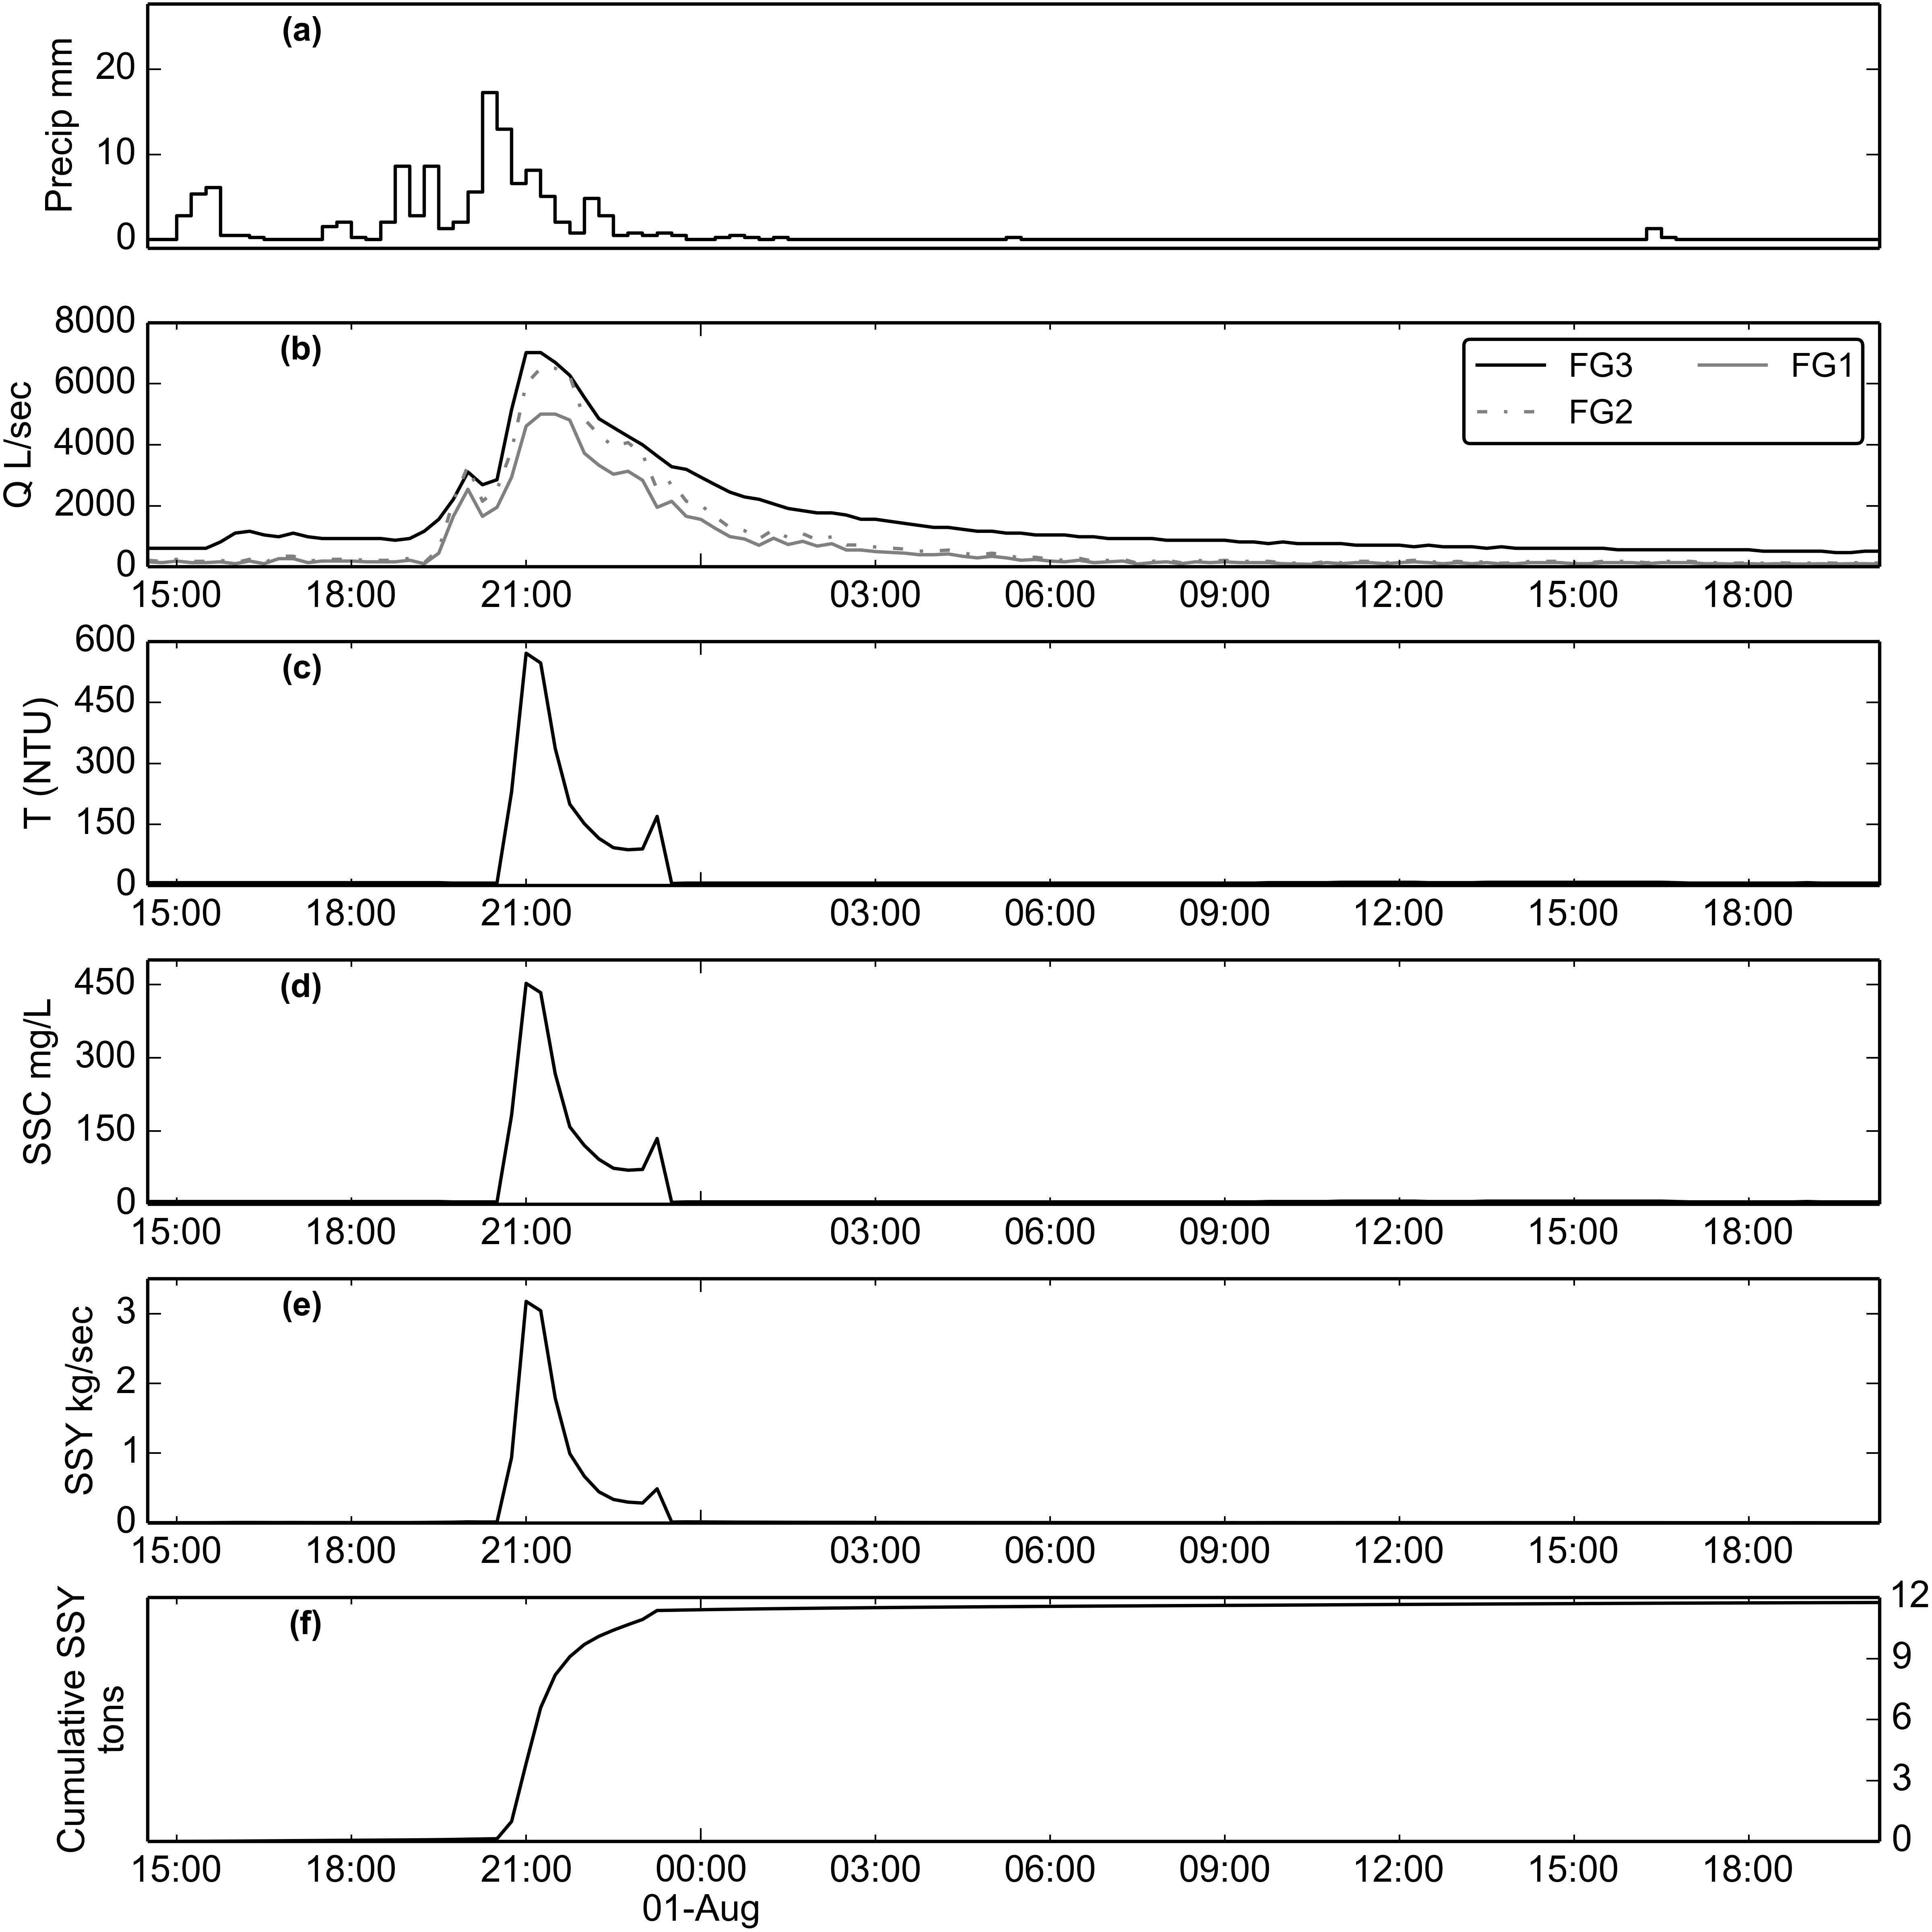 (a)
Precip mm
20
10
0
(b)
Q L/sec
8000
6000
4000
2000
0
FG3 FG1
FG2
15:00 18:00 21:00 03:00 06:00 09:00 12:00 15:00 18:00
(c)
T (NTU)
600
450
300
150
0
15:00 18:00 21:00 03:00 06:00 09:00 12:00 15:00 18:00
(d)
SSC mg/L
450
300
150
0
15:00 18:00 21:00 03:00 06:00 09:00 12:00 15:00 18:00
(e)
SSY kg/sec
3
2
1
0
15:00 18:00 21:00 03:00 06:00 09:00 12:00 15:00 18:00
(f)
Cumulative SSY
tons
12
9
6
3
0
15:00 18:00 21:00 00:00 03:00 06:00 09:00 12:00 15:00 18:00
01-Aug